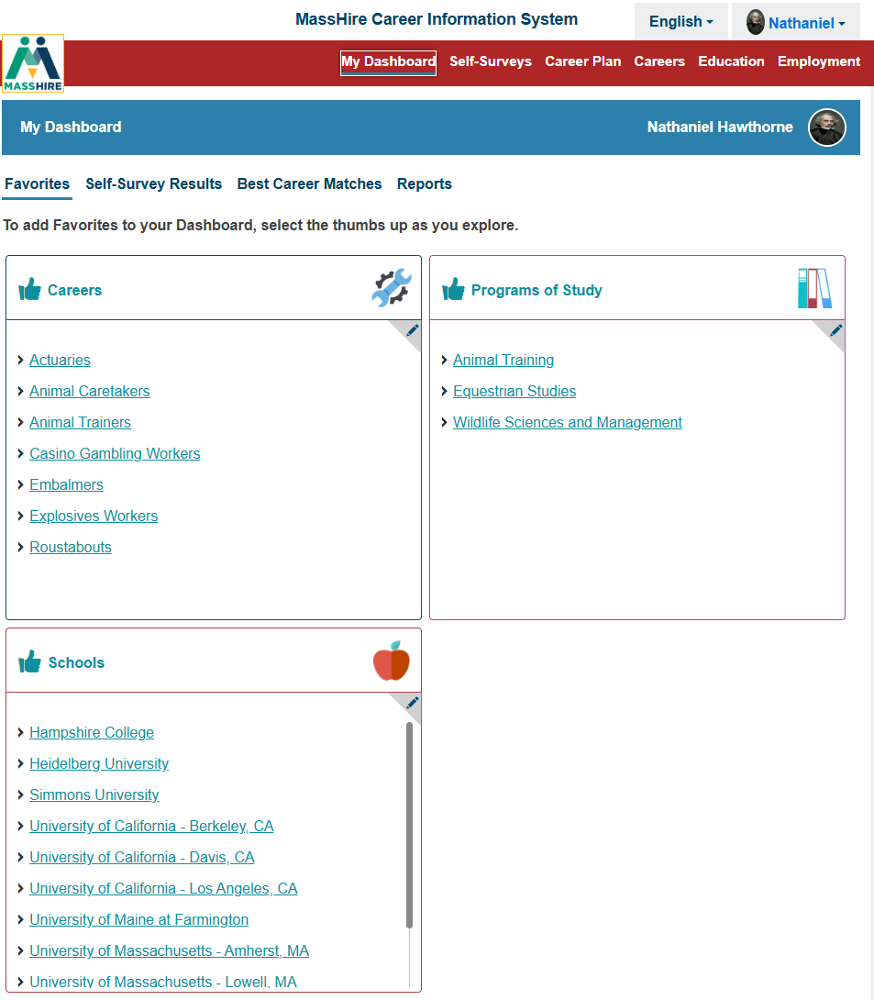 MassHire Career Information System
English
Nathaniel
MASSHIRE
My Dashboard Self-Surveys Career Plan Careers Education Employment
My Dashboard
Nathaniel Hawthorne
Favorites Self-Survey Results Best Career Matches Reports
To add Favorites to your Dashboard, select the thumbs up as you explore.
Careers
Actuaries
Animal Caretakers
Animal Trainers
Casino Gambling Workers
Embalmers
Explosives Workers
Roustabouts
Programs of Study
Animal Training
Equestrian Studies
Wildlife Sciences and Management
Schools
Hampshire College
Heidelberg University
Simmons University
University of California - Berkeley, CA
University of California - Davis, CA
University of California - Los Angeles, CA
University of Maine at Farmington
University of Massachusetts - Amherst, MA
University of Massachusetts - Lowell, MA